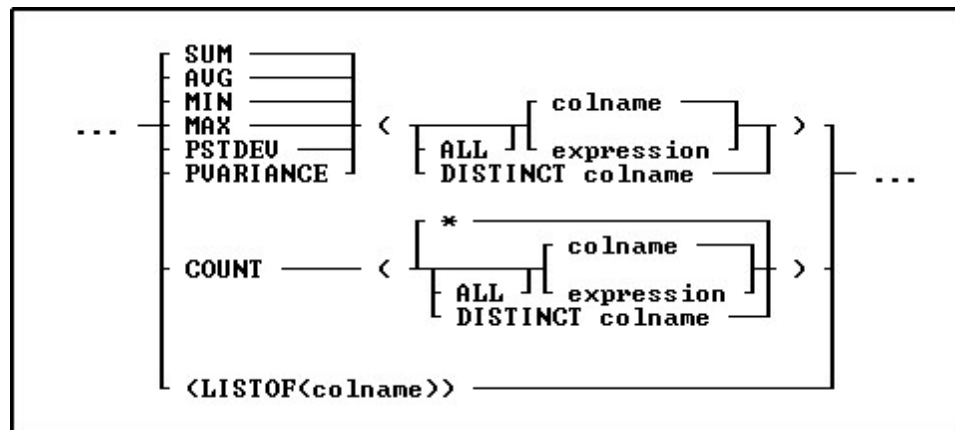 SUM
AVG
MIN
colname
... MAX ( )
PSTDEV ALL expression
PVARIANCE DISTINCT colname ...
*
colname
COUNT ( )
ALL expression
DISTINCT colname
(LISTOF(colname))